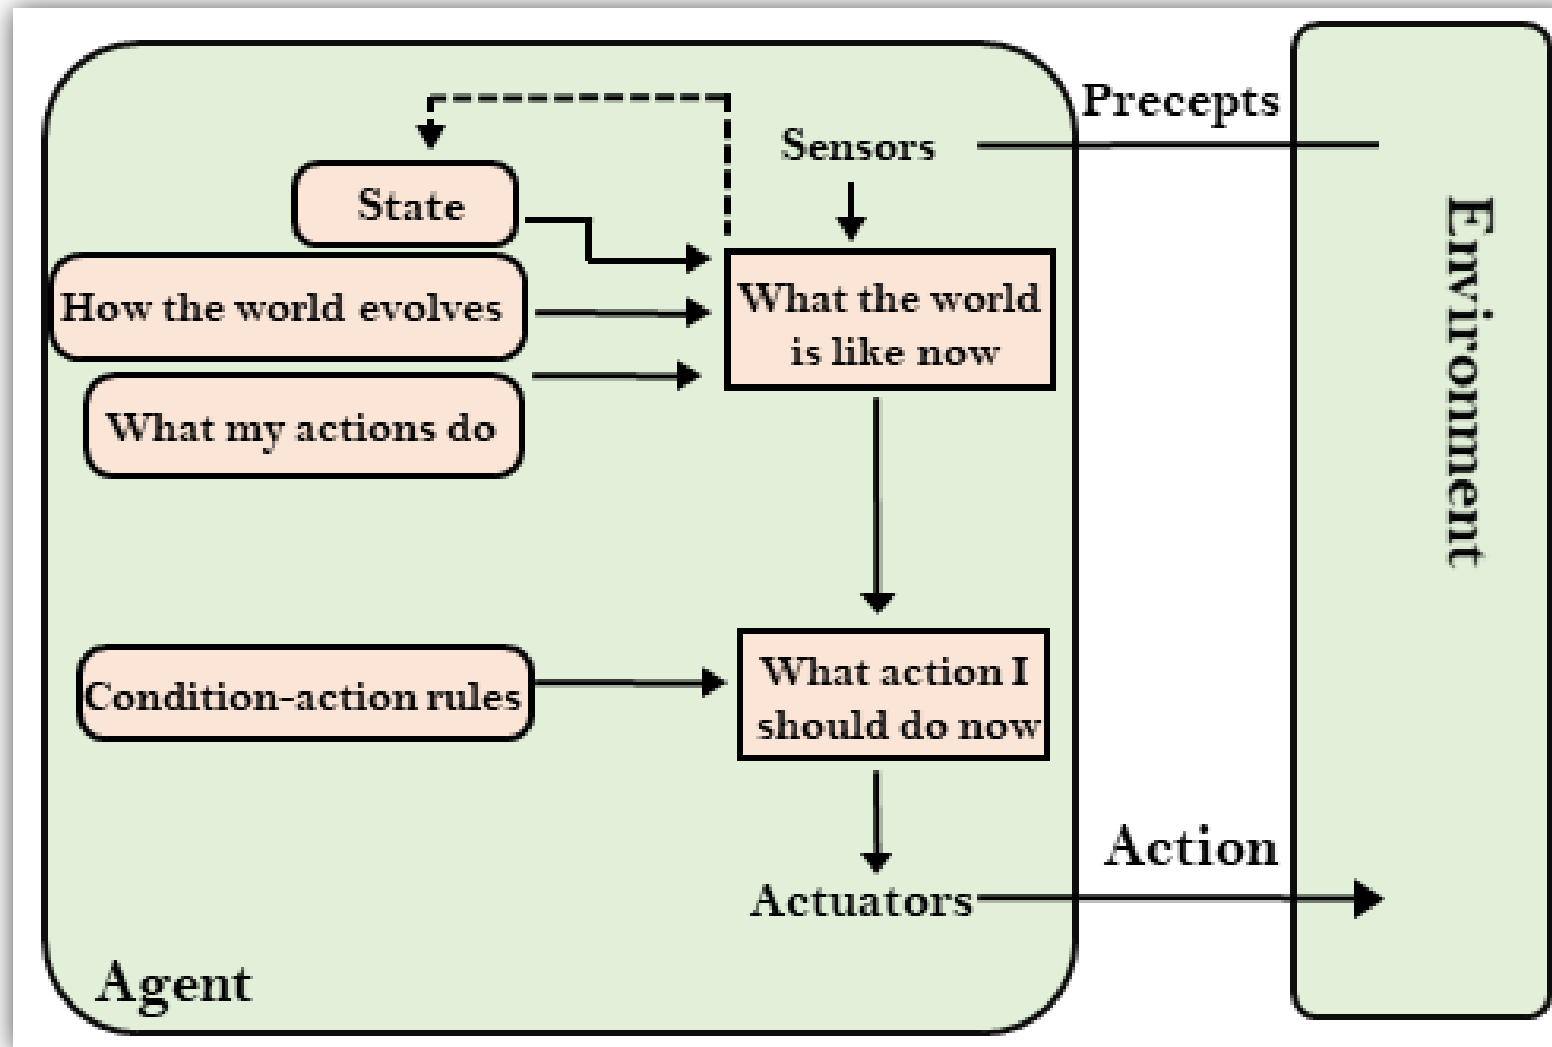 Precepts
Sensors
State
How the world evolves
What the world
is like now
What my actions do
Environment
Condition-action rules
What action I
should do now
Action
Actuators
Agent